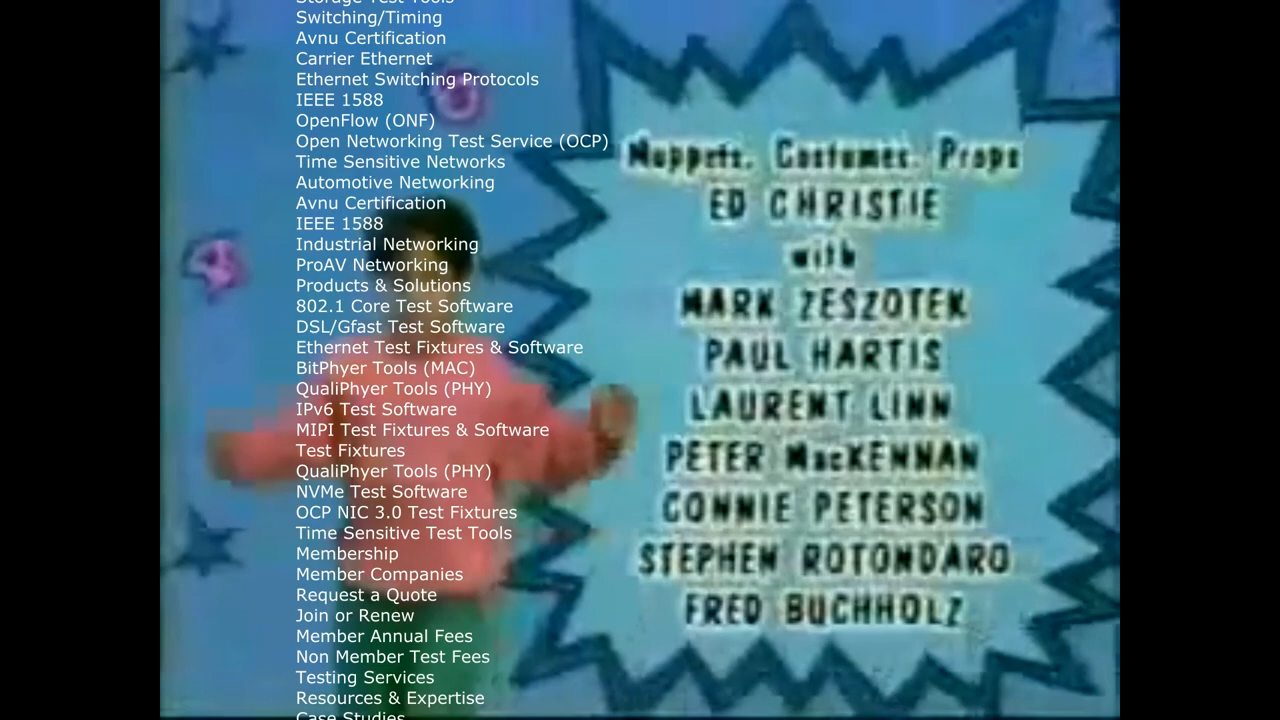 Storage Test Tools
Switching/Timing
Avnu Certification
Carrier Ethernet
Ethernet Switching Protocols
IEEE 1588
OpenFlow (ONF)
Open Networking Test Service (OCP)
Time Sensitive Networks
Automotive Networking
Avnu Certification
IEEE 1588
Industrial Networking
ProAV Networking
Products & Solutions
802.1 Core Test Software
DSL/Gfast Test Software
Ethernet Test Fixtures & Software
BitPhyer Tools (MAC)
QualiPhyer Tools (PHY)
IPv6 Test Software
MIPI Test Fixtures & Software
Test Fixtures
QualiPhyer Tools (PHY)
NVMe Test Software
OCP NIC 3.0 Test Fixtures
Time Sensitive Test Tools
Membership
Member Companies
Request a Quote
Join or Renew
Member Annual Fees
Non Member Test Fees
Testing Services
Resources & Expertise
Case Studies
Muppets, Costumes, Props
ED CHRISTIE
with
MARK ZESZOTEK
PAUL HARTIS
LAURENT LINN
PETER MacKENNAN
CONNIE PETERSON
STEPHEN ROTONDARO
FRED BUCHHOLZ